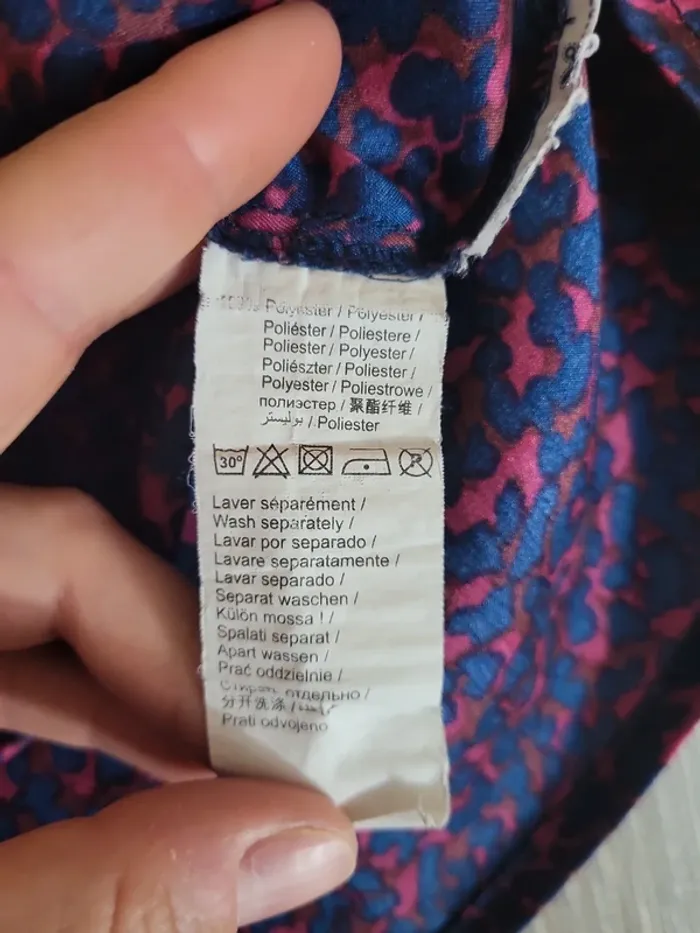 Polyester / Polyester /
Poliéster / Poliestere /
Poliester / Polyester /
Poliészter / Poliester /
Polyester / Poliestrowe /
полиэстер / 聚酯纤维 /
بوليستر / Poliester
30°
P
Laver séparément /
Wash separately /
Lavar por separado /
Lavare separatamente /
Lavar separado /
Separat waschen /
Külön mossa ! /
Spalati separat /
Apart wassen /
Prać oddzielnie /
отдельно /
分开洗涤 /
Prati odvojeno